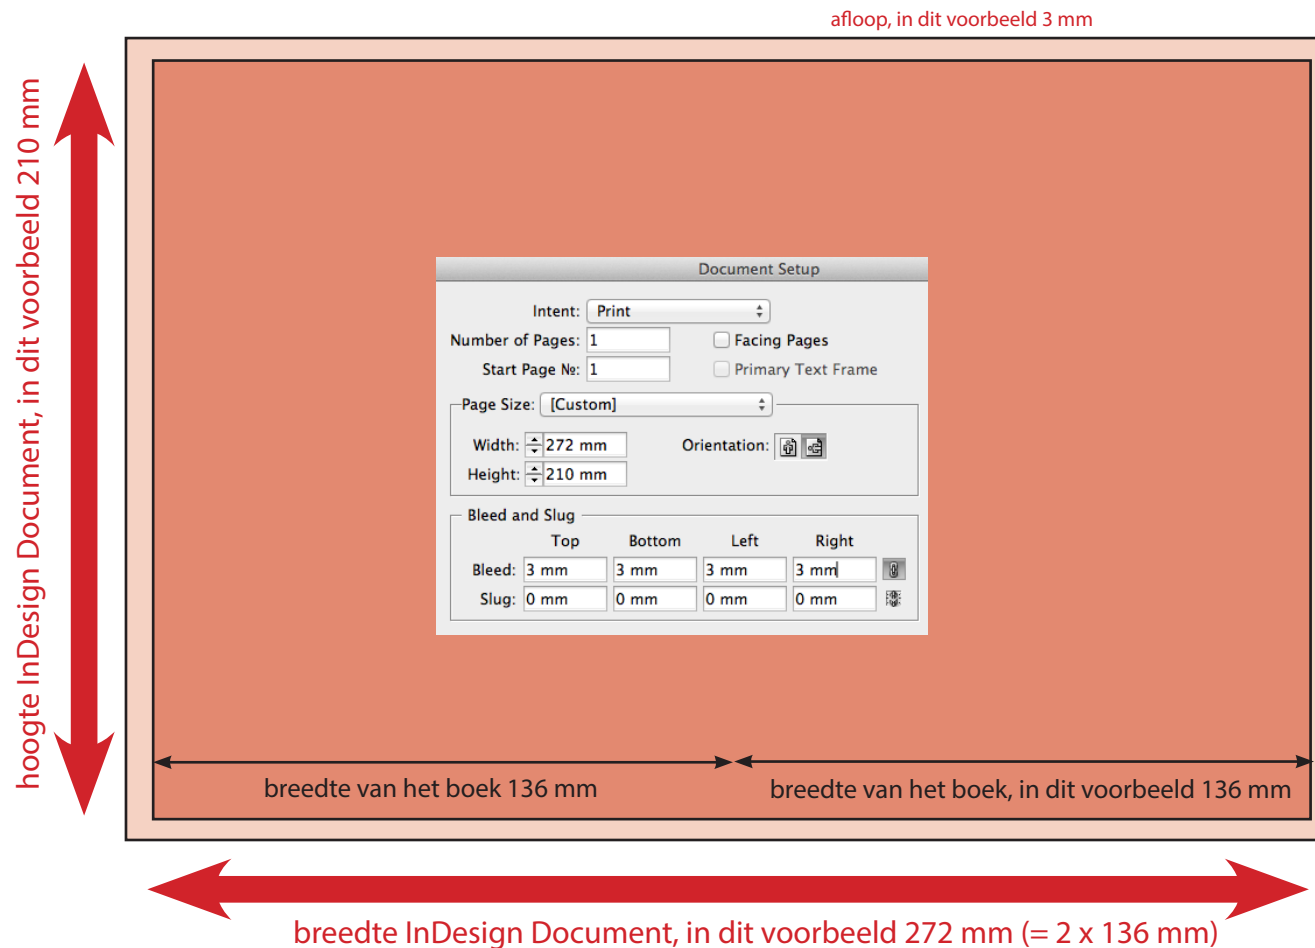 afloop, in dit voorbeeld 3 mm
hoogte InDesign Document, in dit voorbeeld 210 mm
Document Setup
Intent: Print
Number of Pages: 1 Facing Pages
Start Page №: 1 Primary Text Frame
Page Size: [Custom]
Width: 272 mm Orientation:
Height: 210 mm
Bleed and Slug
Top Bottom Left Right
Bleed: 3 mm 3 mm 3 mm 3 mm
Slug: 0 mm 0 mm 0 mm 0 mm
breedte van het boek 136 mm breedte van het boek, in dit voorbeeld 136 mm
breedte InDesign Document, in dit voorbeeld 272 mm (= 2 x 136 mm)